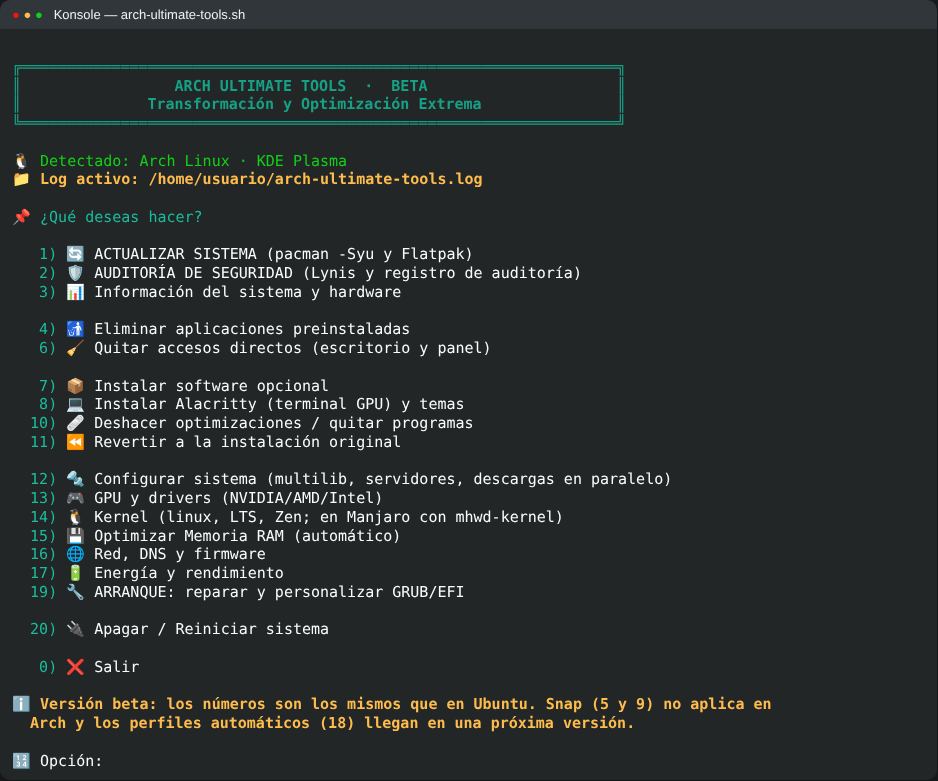 Konsole — arch-ultimate-tools.sh
ARCH ULTIMATE TOOLS · BETA
Transformación y Optimización Extrema
🐧 Detectado: Arch Linux · KDE Plasma
📁 Log activo: /home/usuario/arch-ultimate-tools.log
📌 ¿Qué deseas hacer?
1) 🔄 ACTUALIZAR SISTEMA (pacman -Syu y Flatpak)
2) 🛡️ AUDITORÍA DE SEGURIDAD (Lynis y registro de auditoría)
3) 📊 Información del sistema y hardware
4) 🚮 Eliminar aplicaciones preinstaladas
6) 🧹 Quitar accesos directos (escritorio y panel)
7) 📦 Instalar software opcional
8) 💻 Instalar Alacritty (terminal GPU) y temas
10) 🩹 Deshacer optimizaciones / quitar programas
11) ⏪ Revertir a la instalación original
12) 🔩 Configurar sistema (multilib, servidores, descargas en paralelo)
13) 🎮 GPU y drivers (NVIDIA/AMD/Intel)
14) 🐧 Kernel (linux, LTS, Zen; en Manjaro con mhwd-kernel)
15) 💾 Optimizar Memoria RAM (automático)
16) 🌐 Red, DNS y firmware
17) 🔋 Energía y rendimiento
19) 🔧 ARRANQUE: reparar y personalizar GRUB/EFI
20) 🔌 Apagar / Reiniciar sistema
0) ❌ Salir
ℹ️ Versión beta: los números son los mismos que en Ubuntu. Snap (5 y 9) no aplica en
Arch y los perfiles automáticos (18) llegan en una próxima versión.
🔢 Opción: